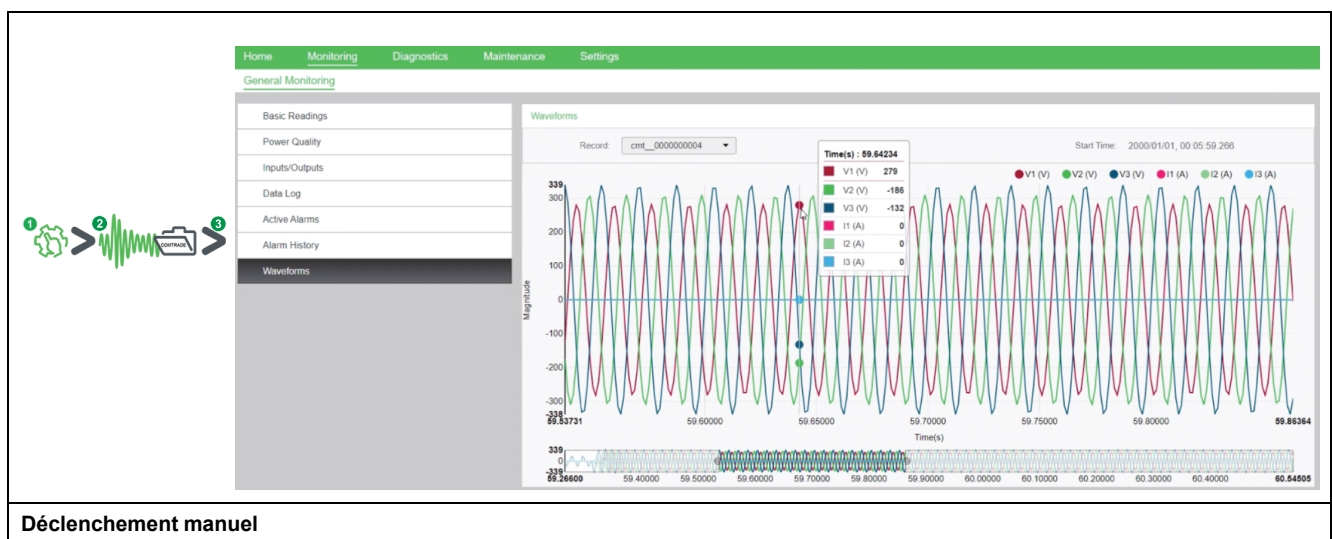 Home Monitoring Diagnostics Maintenance Settings
General Monitoring
Basic Readings
Power Quality
Inputs/Outputs
Data Log
Active Alarms
Alarm History
Waveforms
1 2 COMTRADE 3
Waveforms
Record: cmt__0000000004
Start Time: 2000/01/01, 00:05:59.266
Time(s) : 59.64234
V1 (V) 279
V2 (V) -186
V3 (V) -132
I1 (A) 0
I2 (A) 0
I3 (A) 0
V1 (V) V2 (V) V3 (V) I1 (A) I2 (A) I3 (A)
Magnitude
339
300
200
100
0
-100
-200
-300
-338
59.53731 59.60000 59.65000 59.70000 59.75000 59.80000 59.86364
Time(s)
339
0
-339
59.26600 59.40000 59.50000 59.60000 59.70000 59.80000 59.90000 60.00000 60.10000 60.20000 60.30000 60.40000 60.54505
Déclenchement manuel